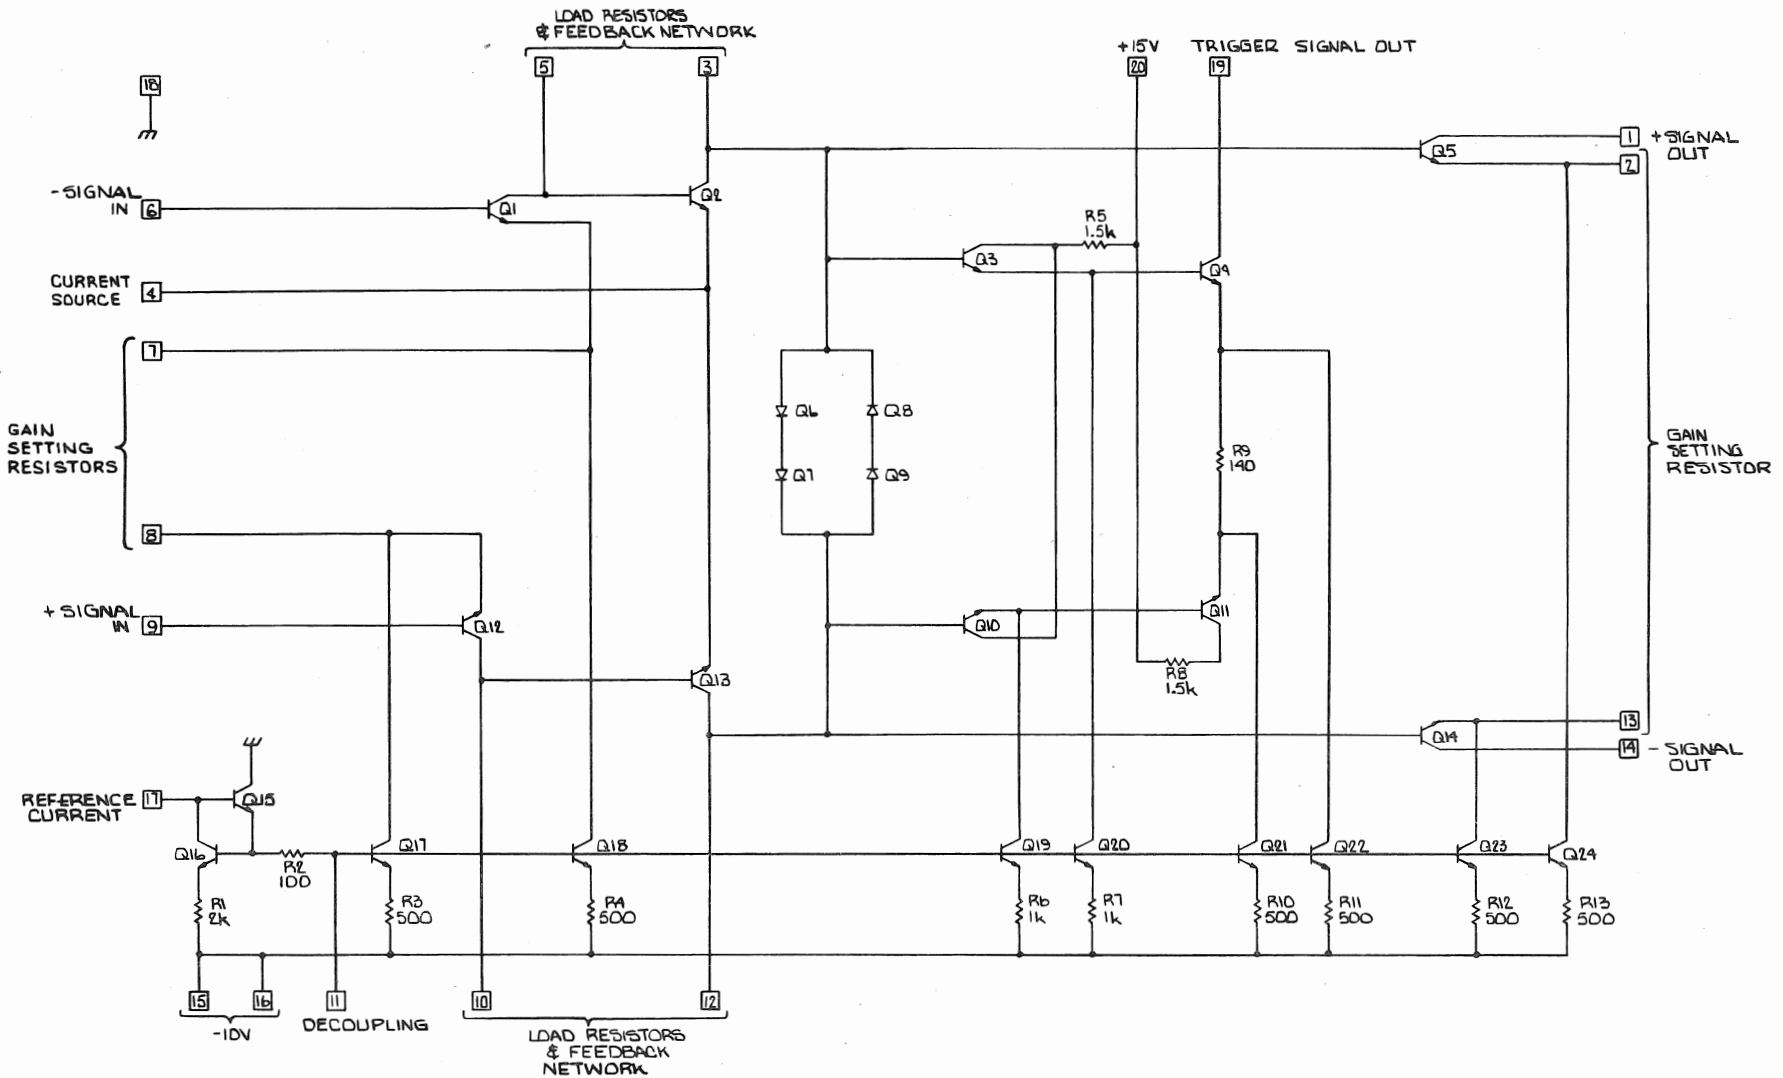 LOAD RESISTORS
& FEEDBACK NETWORK
+15V TRIGGER SIGNAL OUT
5
3
20
19
18
1
+SIGNAL
OUT
Q5
2
-SIGNAL
IN
6
Q1
Q2
R5
1.5k
Q3
Q4
CURRENT
SOURCE
4
7
GAIN
SETTING
RESISTORS
Q6
Q8
Q7
Q9
R9
140
GAIN
SETTING
RESISTOR
8
+ SIGNAL
IN
9
Q12
Q10
Q11
Q13
R8
1.5k
13
Q14
14
- SIGNAL
OUT
REFERENCE
CURRENT
17
Q15
Q16
R2
100
Q17
Q18
Q19
Q20
Q21
Q22
Q23
Q24
R1
2k
R3
500
R4
500
R6
1k
R7
1k
R10
500
R11
500
R12
500
R13
500
15
16
11
10
12
-10V
DECOUPLING
LOAD RESISTORS
& FEEDBACK
NETWORK